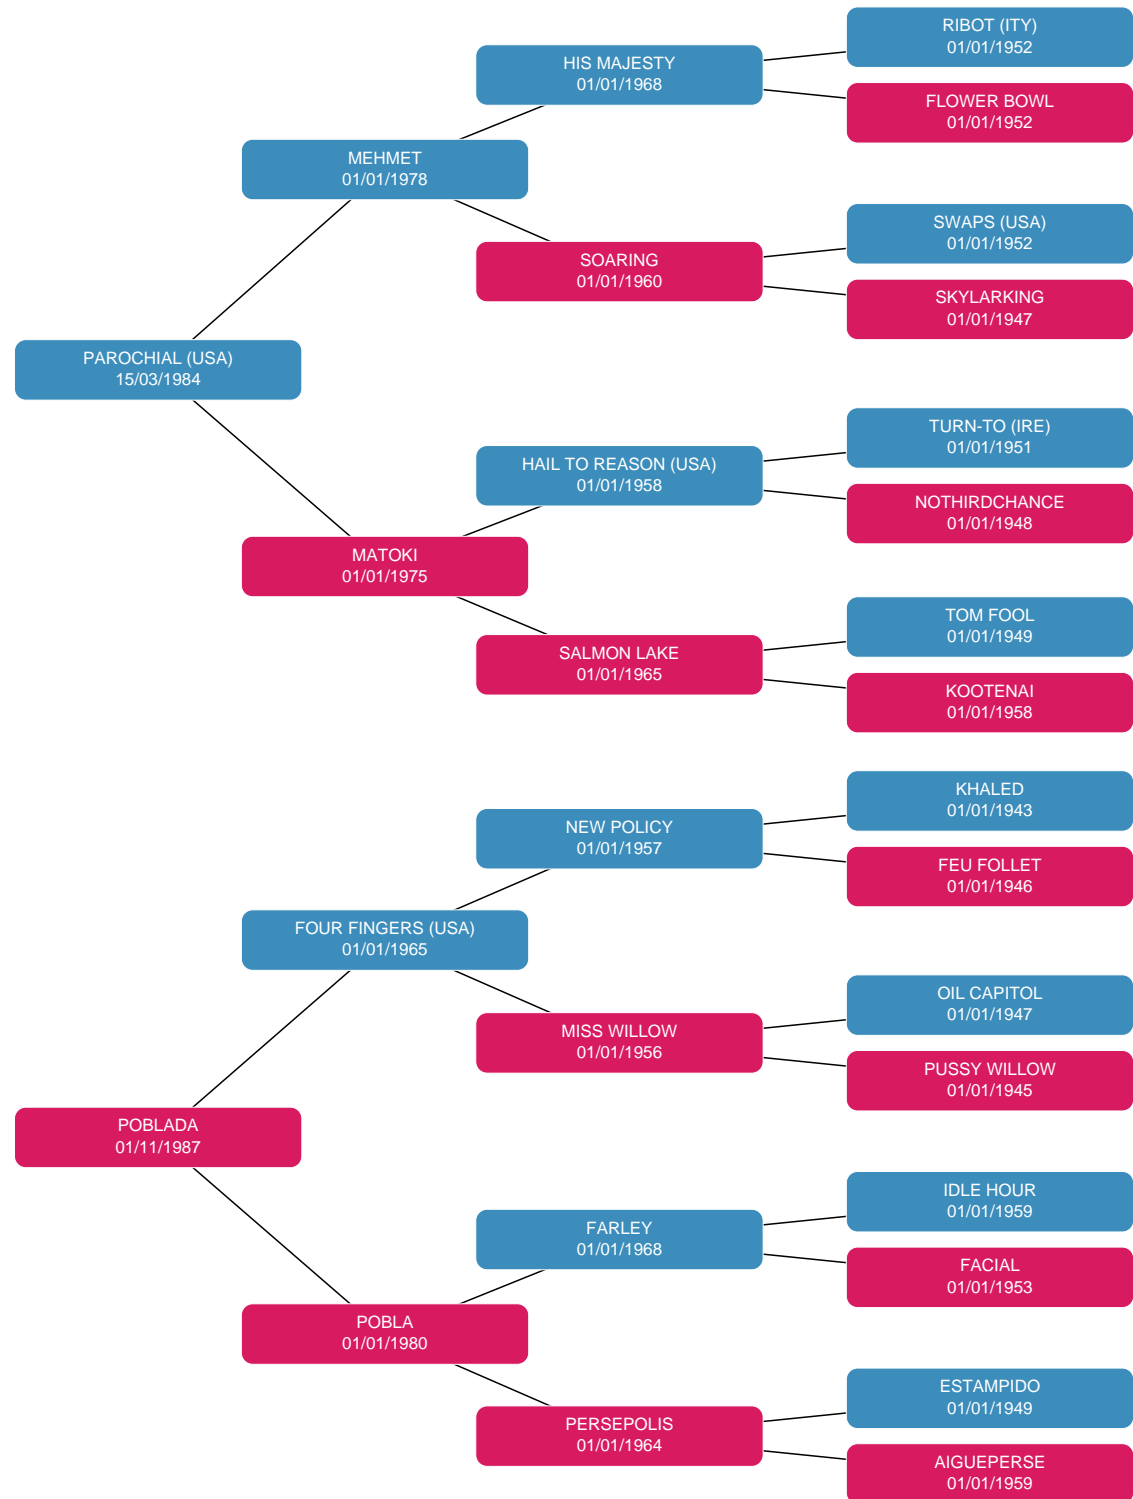 RIBOT (ITY)
01/01/1952
HIS MAJESTY
01/01/1968
FLOWER BOWL
01/01/1952
MEHMET
01/01/1978
SWAPS (USA)
01/01/1952
SOARING
01/01/1960
SKYLARKING
01/01/1947
PAROCHIAL (USA)
15/03/1984
TURN-TO (IRE)
01/01/1951
HAIL TO REASON (USA)
01/01/1958
NOTHIRDCHANCE
01/01/1948
MATOKI
01/01/1975
TOM FOOL
01/01/1949
SALMON LAKE
01/01/1965
KOOTENAI
01/01/1958
KHALED
01/01/1943
NEW POLICY
01/01/1957
FEU FOLLET
01/01/1946
FOUR FINGERS (USA)
01/01/1965
OIL CAPITOL
01/01/1947
MISS WILLOW
01/01/1956
PUSSY WILLOW
01/01/1945
POBLADA
01/11/1987
IDLE HOUR
01/01/1959
FARLEY
01/01/1968
FACIAL
01/01/1953
POBLA
01/01/1980
ESTAMPIDO
01/01/1949
PERSEPOLIS
01/01/1964
AIGUEPERSE
01/01/1959